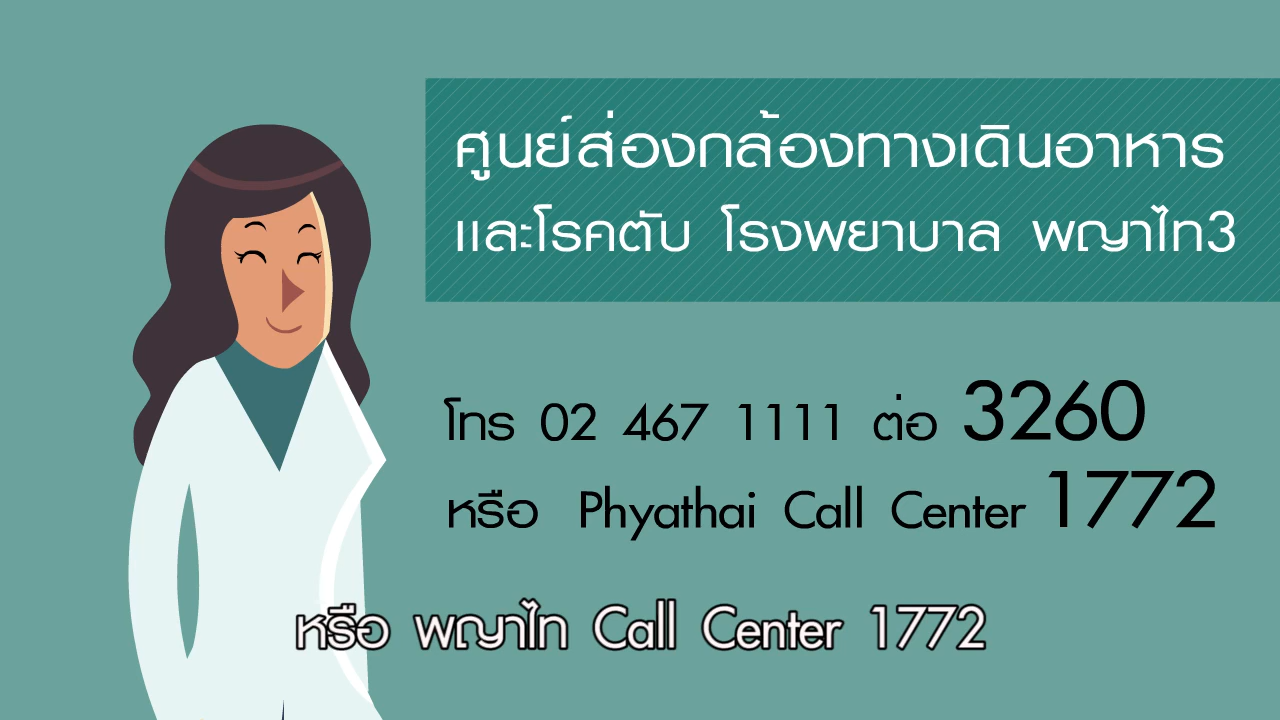 ศูนย์ส่องกล้องทางเดินอาหาร
และโรคตับ โรงพยาบาล พญาไท3
โทร 02 467 1111 ต่อ 3260
หรือ Phyathai Call Center 1772
หรือ พญาไท Call Center 1772